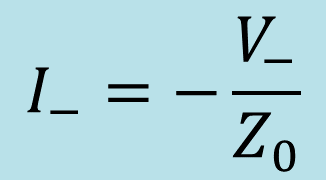 I₋ = −V₋/Z₀